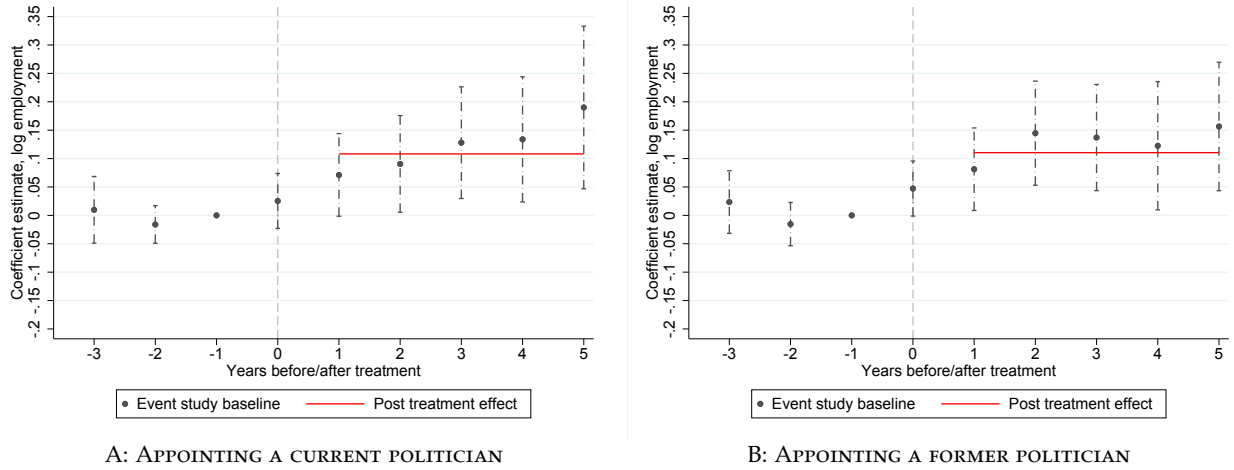 Coefficient estimate, log employment
.35
.3
.25
.2
.15
.1
.05
0
-.05
-.1
-.15
-.2
-3 -2 -1 0 1 2 3 4 5
Years before/after treatment
Event study baseline Post treatment effect
A: Appointing a current politician
Coefficient estimate, log employment
.35
.3
.25
.2
.15
.1
.05
0
-.05
-.1
-.15
-.2
-3 -2 -1 0 1 2 3 4 5
Years before/after treatment
Event study baseline Post treatment effect
B: Appointing a former politician